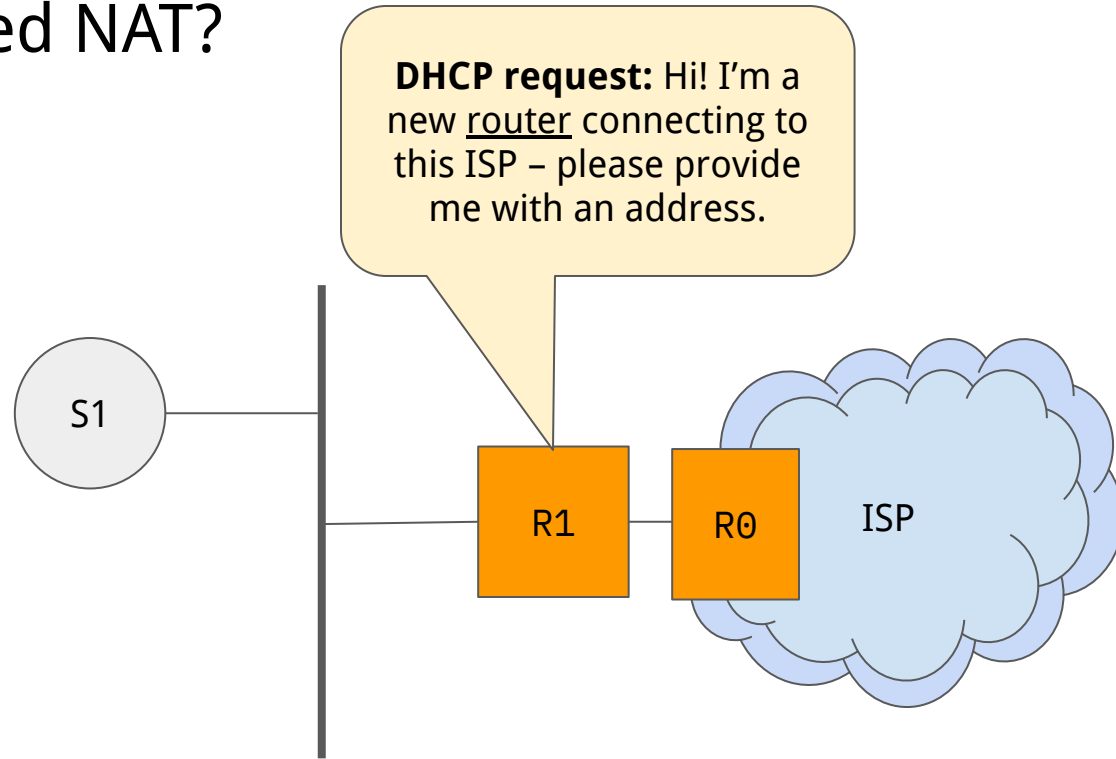 ed NAT?
DHCP request: Hi! I’m a
new router connecting to
this ISP – please provide
me with an address.
S1
R1
R0
ISP